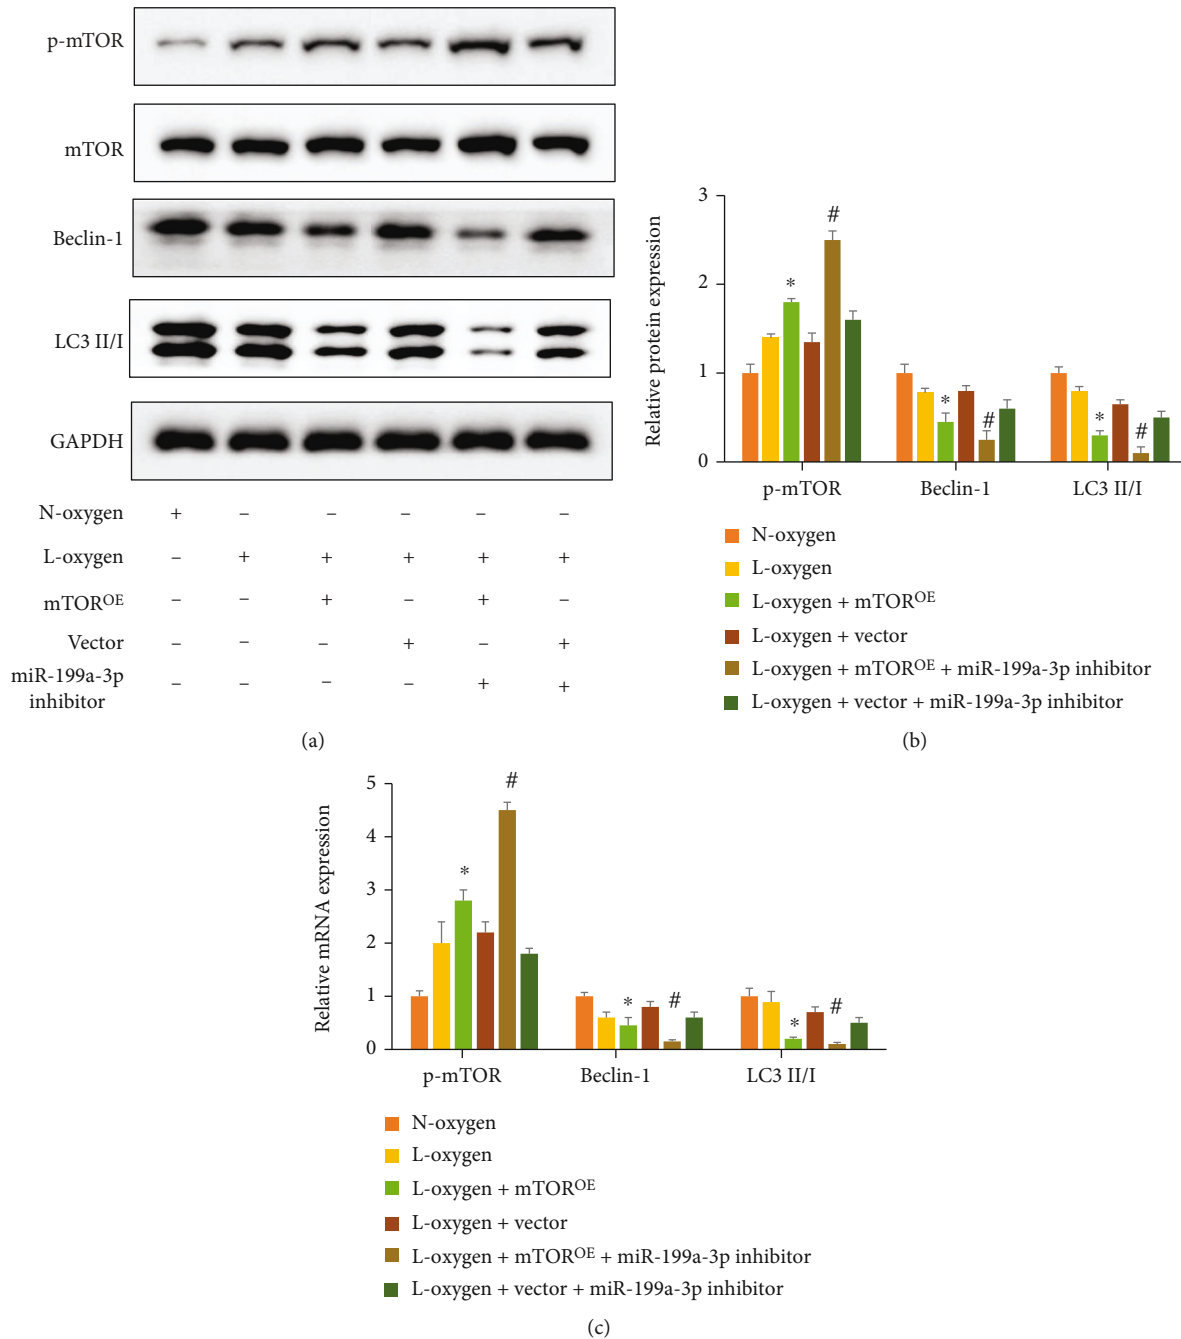 p-mTOR
mTOR
Beclin-1
LC3 II/I
GAPDH
N-oxygen + – – – – –
L-oxygen – + + + + +
mTOR^OE – – + – + –
Vector – – – + – +
miR-199a-3p inhibitor – – – – + +
(a)
Relative protein expression
3
2
1
0
*
#
*
#
*
#
p-mTOR Beclin-1 LC3 II/I
N-oxygen
L-oxygen
L-oxygen + mTOR^OE
L-oxygen + vector
L-oxygen + mTOR^OE + miR-199a-3p inhibitor
L-oxygen + vector + miR-199a-3p inhibitor
(b)
Relative mRNA expression
5
4
3
2
1
0
*
#
*
#
*
#
p-mTOR Beclin-1 LC3 II/I
N-oxygen
L-oxygen
L-oxygen + mTOR^OE
L-oxygen + vector
L-oxygen + mTOR^OE + miR-199a-3p inhibitor
L-oxygen + vector + miR-199a-3p inhibitor
(c)